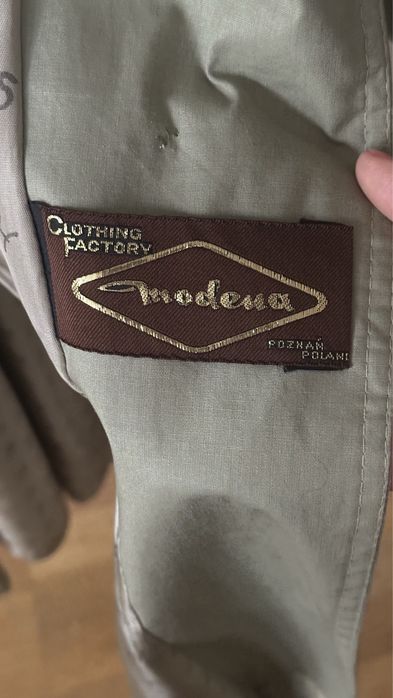 CLOTHING
FACTORY
modena
POZNAŃ
POLAND